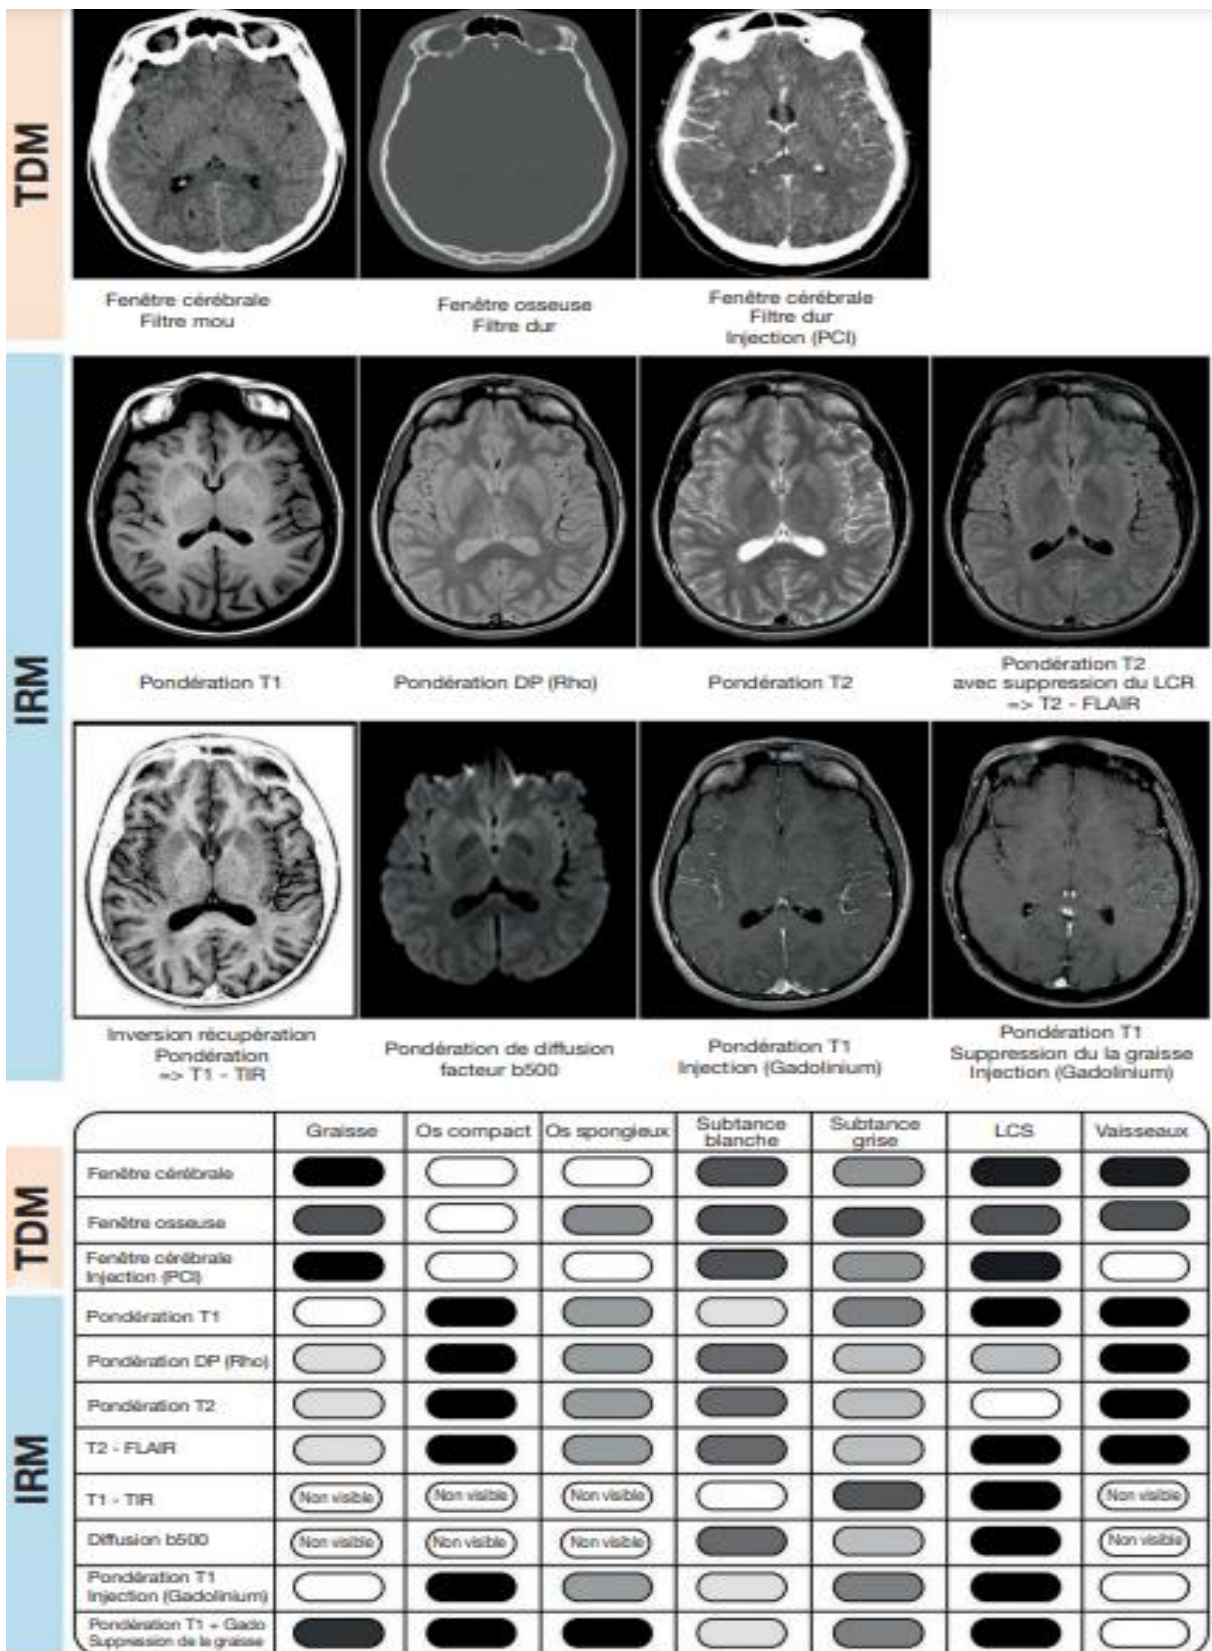 TDM
Fenêtre cérébrale
Filtre mou
Fenêtre osseuse
Filtre dur
Fenêtre cérébrale
Filtre dur
Injection (PCI)
IRM
Pondération T1
Pondération DP (Rho)
Pondération T2
Pondération T2
avec suppression du LCR
=> T2 - FLAIR
Inversion récupération
Pondération
=> T1 - TIR
Pondération de diffusion
facteur b500
Pondération T1
Injection (Gadolinium)
Pondération T1
Suppression du la graisse
Injection (Gadolinium)
Graisse Os compact Os spongieux Subtance blanche Subtance grise LCS Vaisseaux
TDM
Fenêtre cérébrale
Fenêtre osseuse
Fenêtre cérébrale
Injection (PCI)
IRM
Pondération T1
Pondération DP (Rho)
Pondération T2
T2 - FLAIR
T1 - TIR Non visible Non visible Non visible Non visible
Diffusion b500 Non visible Non visible Non visible Non visible
Pondération T1
Injection (Gadolinium)
Pondération T1 + Gado
Suppression de la graisse